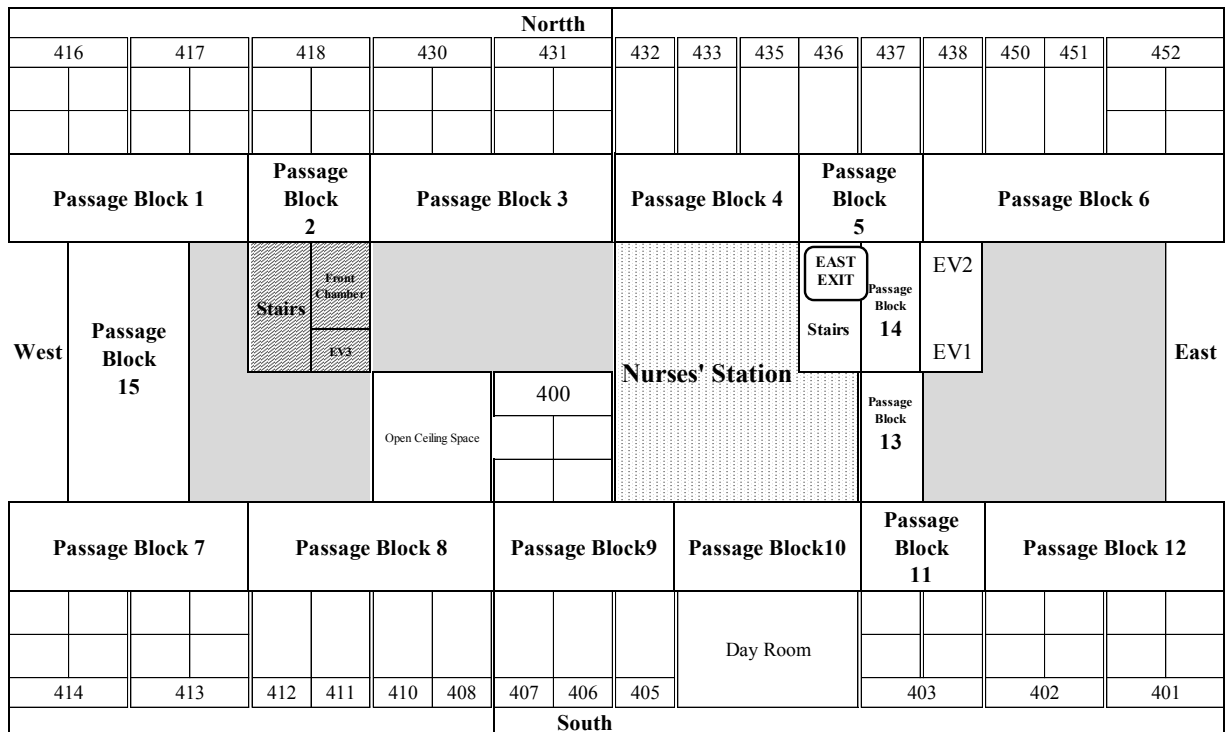 Nortth
416 417 418 430 431 432 433 435 436 437 438 450 451 452
Passage Block 1
Passage
Block
2
Passage Block 3
Passage Block 4
Passage
Block
5
Passage Block 6
West
Passage
Block
15
Stairs
Front
Chamber
EV3
Open Ceiling Space
400
Nurses' Station
EAST
EXIT
Stairs
Passage
Block
14
EV2
EV1
Passage
Block
13
East
Passage Block 7
Passage Block 8
Passage Block9
Passage Block10
Passage
Block
11
Passage Block 12
Day Room
414 413 412 411 410 408 407 406 405 403 402 401
South